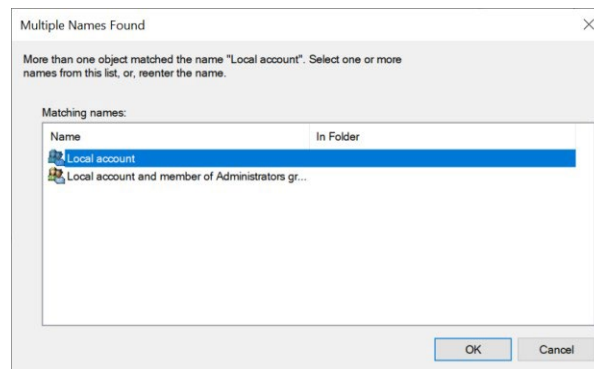 Multiple Names Found
More than one object matched the name "Local account". Select one or more
names from this list, or, reenter the name.
Matching names:
Name In Folder
Local account
Local account and member of Administrators gr...
OK Cancel